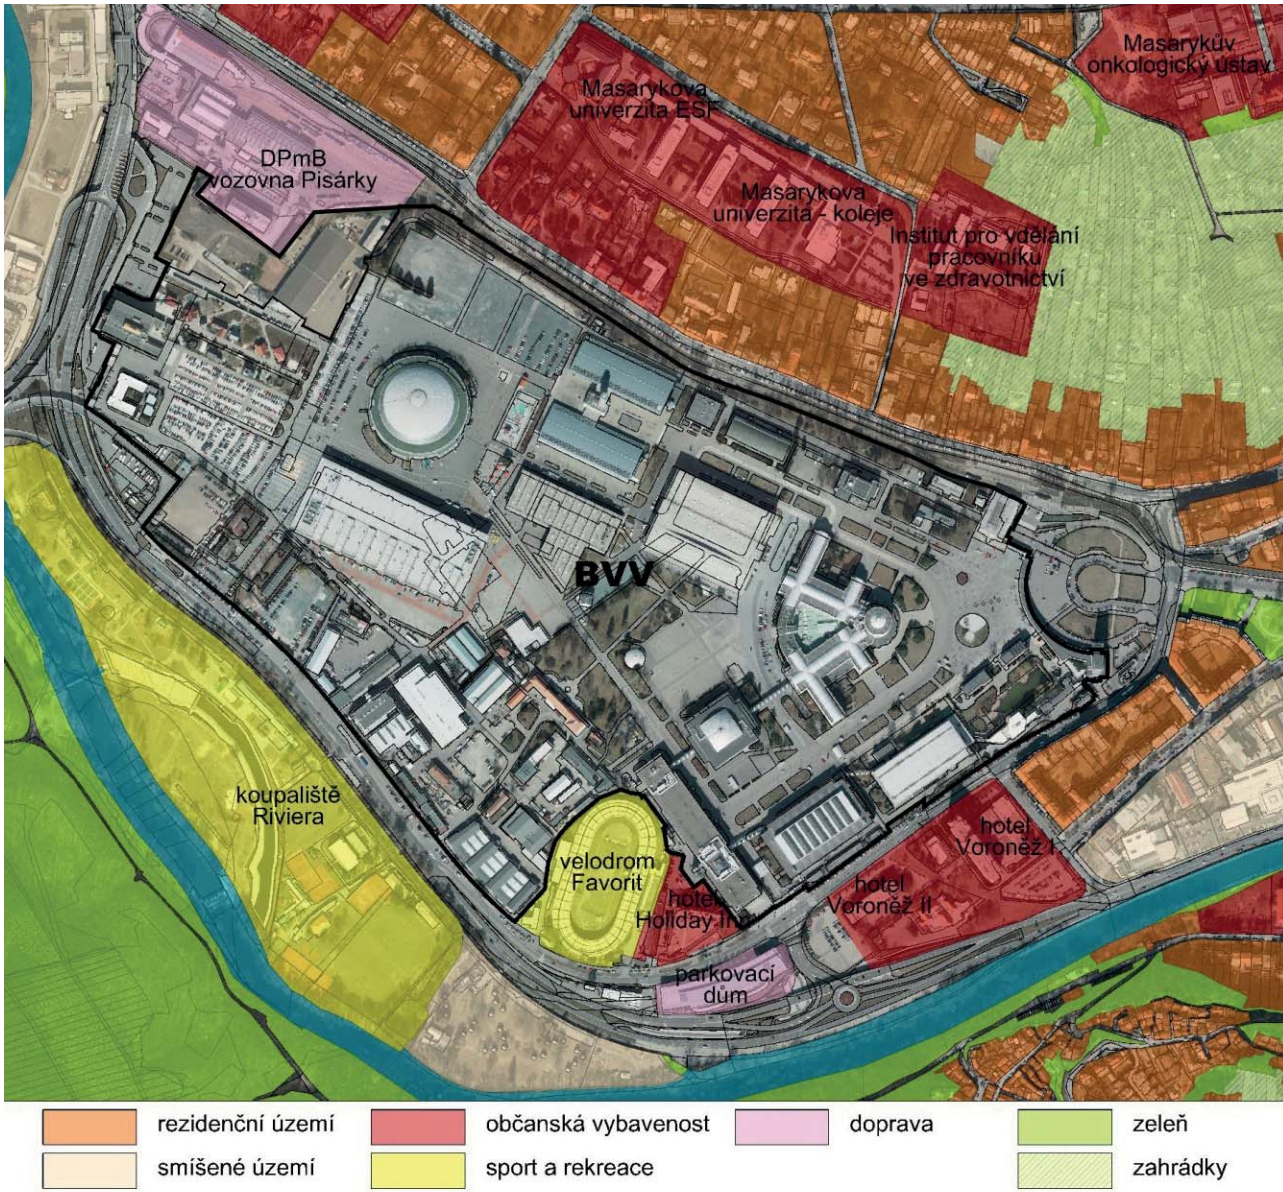 Masarykův
onkologický ústav
Masarykova
univerzita ESF
DPmB
vozovna Pisárky
Masarykova
univerzita - koleje
Institut pro vdělání
pracovníků
ve zdravotnictví
BVV
koupaliště
Riviera
velodrom
Favorit
hotel
Holiday Inn
hotel
Voroněž I
hotel
Voroněž II
parkovací
dům
rezidenční území
občanská vybavenost
doprava
zeleň
smíšené území
sport a rekreace
zahrádky